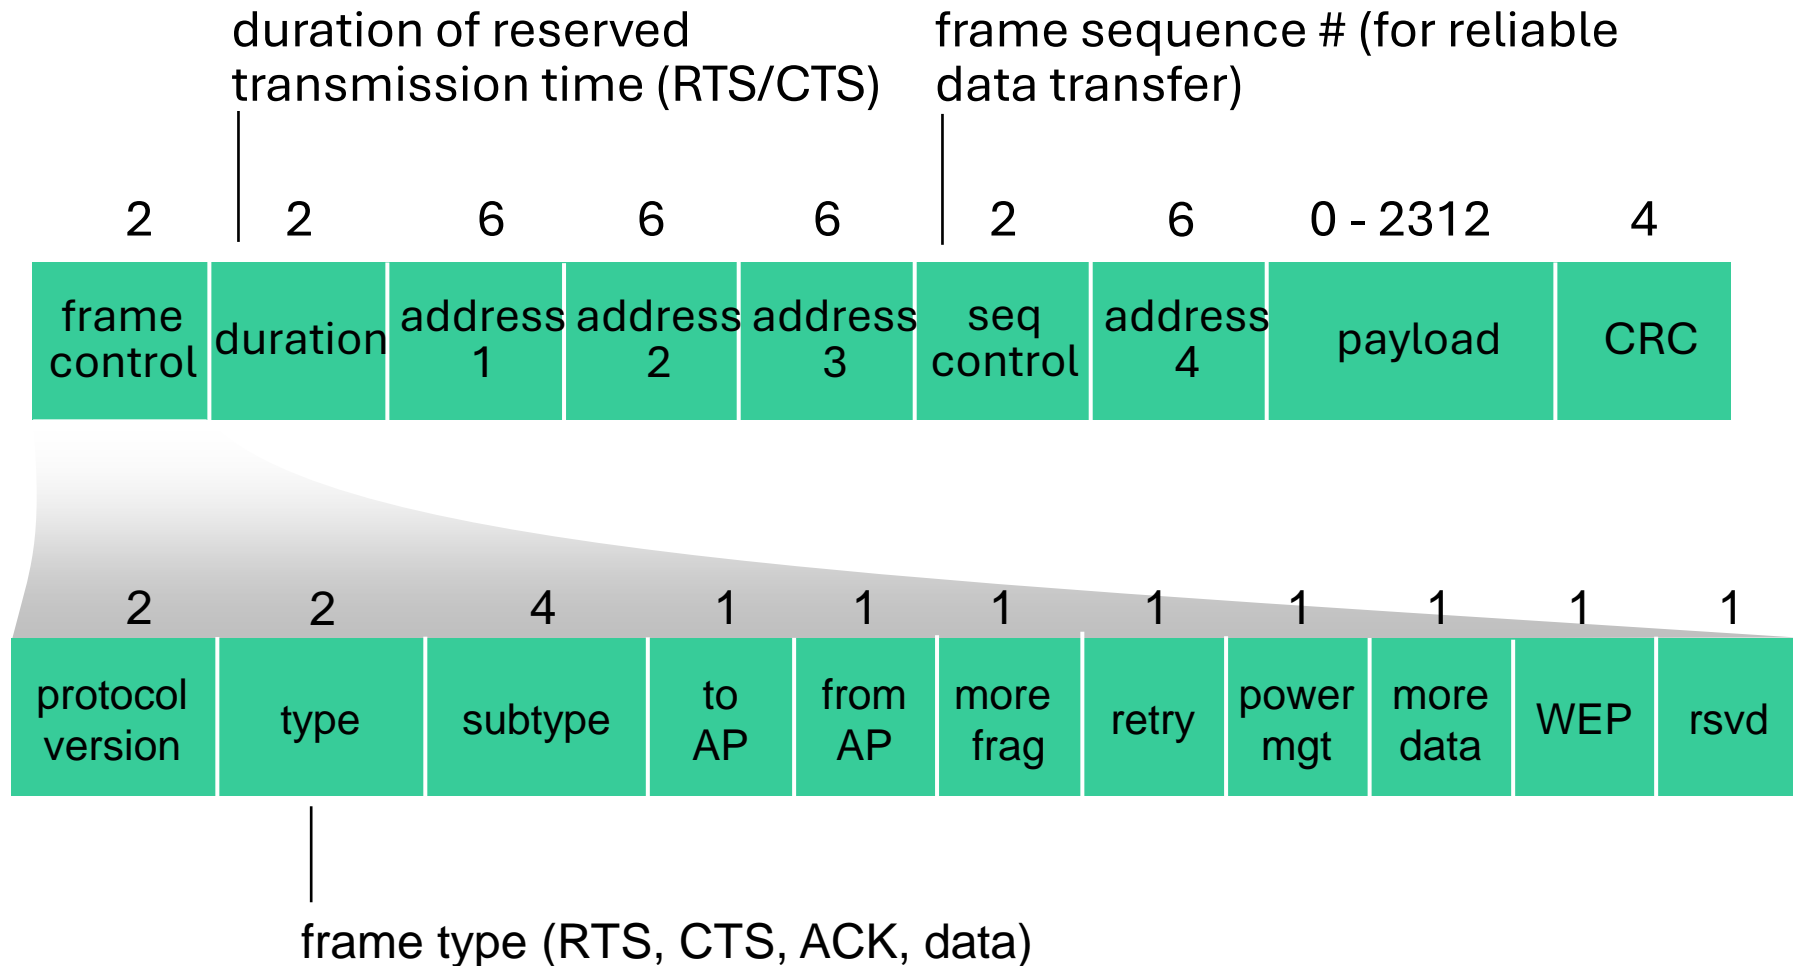 duration of reserved
transmission time (RTS/CTS)
frame sequence # (for reliable
data transfer)
2 2 6 6 6 2 6 0 - 2312 4
frame
control
duration
address
1
address
2
address
3
seq
control
address
4
payload
CRC
2 2 4 1 1 1 1 1 1 1 1
protocol
version
type
subtype
to
AP
from
AP
more
frag
retry
power
mgt
more
data
WEP
rsvd
frame type (RTS, CTS, ACK, data)